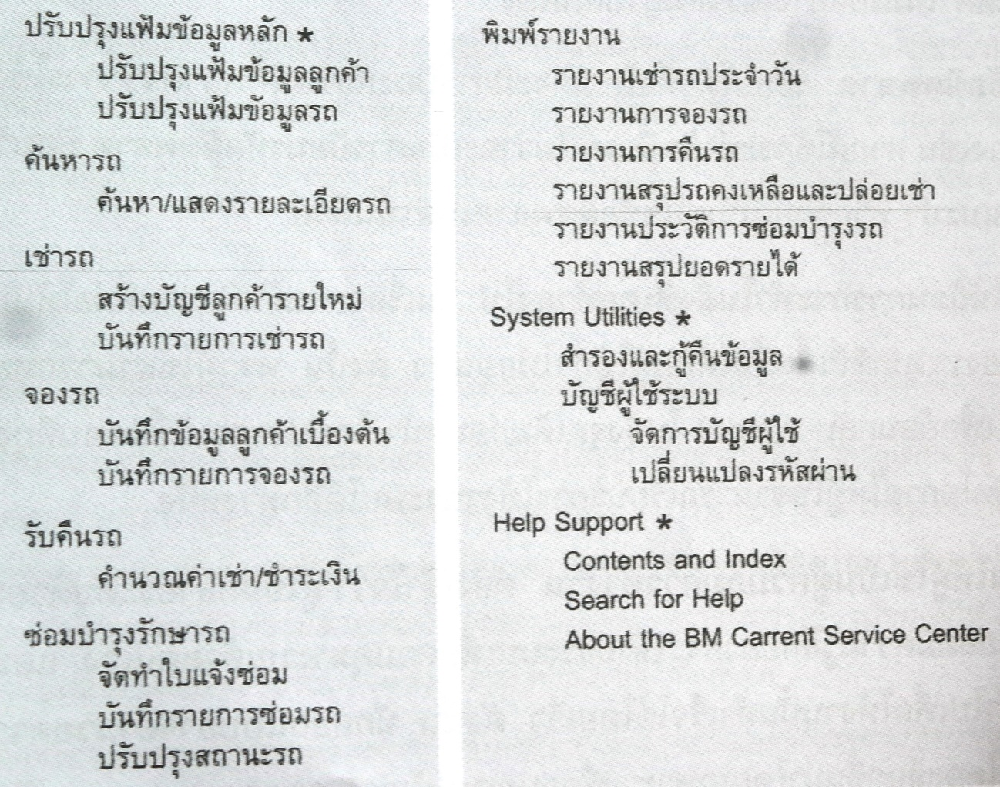 ปรับปรุงแฟ้มข้อมูลหลัก *
ปรับปรุงแฟ้มข้อมูลลูกค้า
ปรับปรุงแฟ้มข้อมูลรถ
ค้นหารถ
ค้นหา/แสดงรายละเอียดรถ
เช่ารถ
สร้างบัญชีลูกค้ารายใหม่
บันทึกรายการเช่ารถ
จองรถ
บันทึกข้อมูลลูกค้าเบื้องต้น
บันทึกรายการจองรถ
รับคืนรถ
คำนวณค่าเช่า/ชำระเงิน
ซ่อมบำรุงรักษารถ
จัดทำใบแจ้งซ่อม
บันทึกรายการซ่อมรถ
ปรับปรุงสถานะรถ
พิมพ์รายงาน
รายงานเช่ารถประจำวัน
รายงานการจองรถ
รายงานการคืนรถ
รายงานสรุปรถคงเหลือและปล่อยเช่า
รายงานประวัติการซ่อมบำรุงรถ
รายงานสรุปยอดรายได้
System Utilities *
สำรองและกู้คืนข้อมูล
บัญชีผู้ใช้ระบบ
จัดการบัญชีผู้ใช้
เปลี่ยนแปลงรหัสผ่าน
Help Support *
Contents and Index
Search for Help
About the BM Carrent Service Center